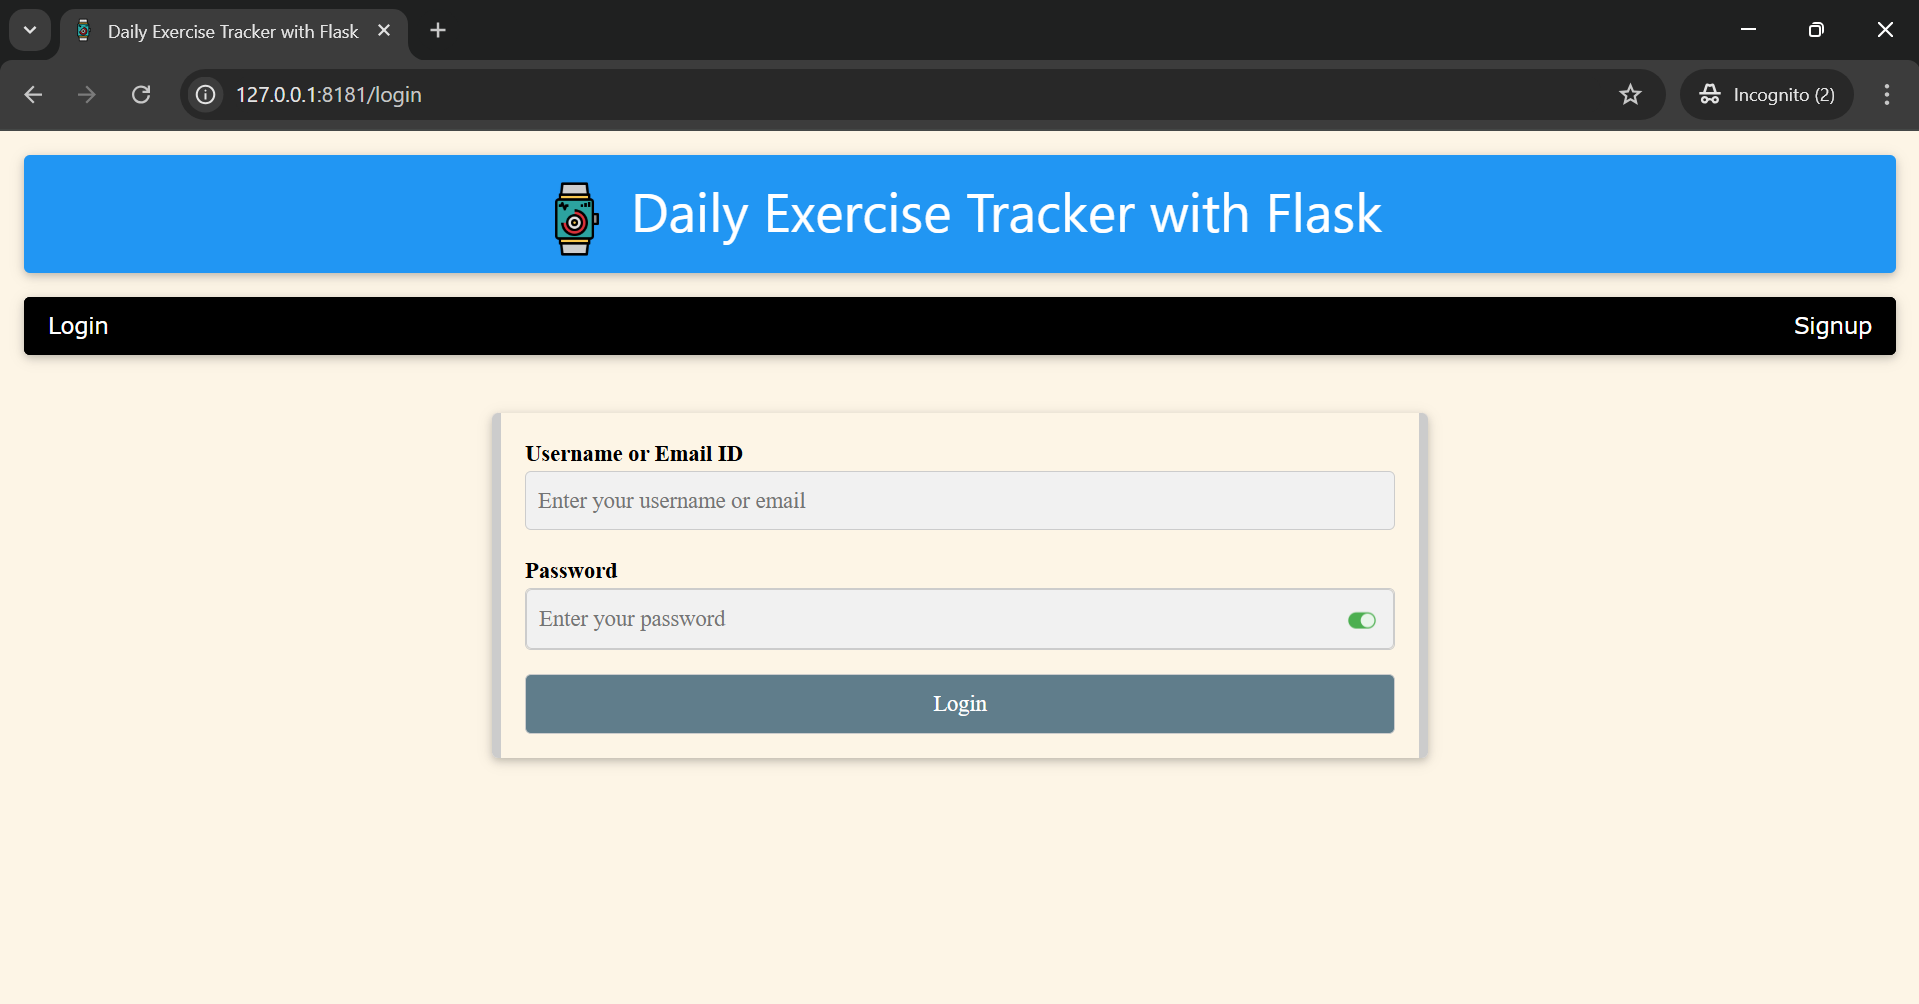 Daily Exercise Tracker with Flask
127.0.0.1:8181/login
Incognito (2)
Daily Exercise Tracker with Flask
Login
Signup
Username or Email ID
Enter your username or email
Password
Enter your password
Login